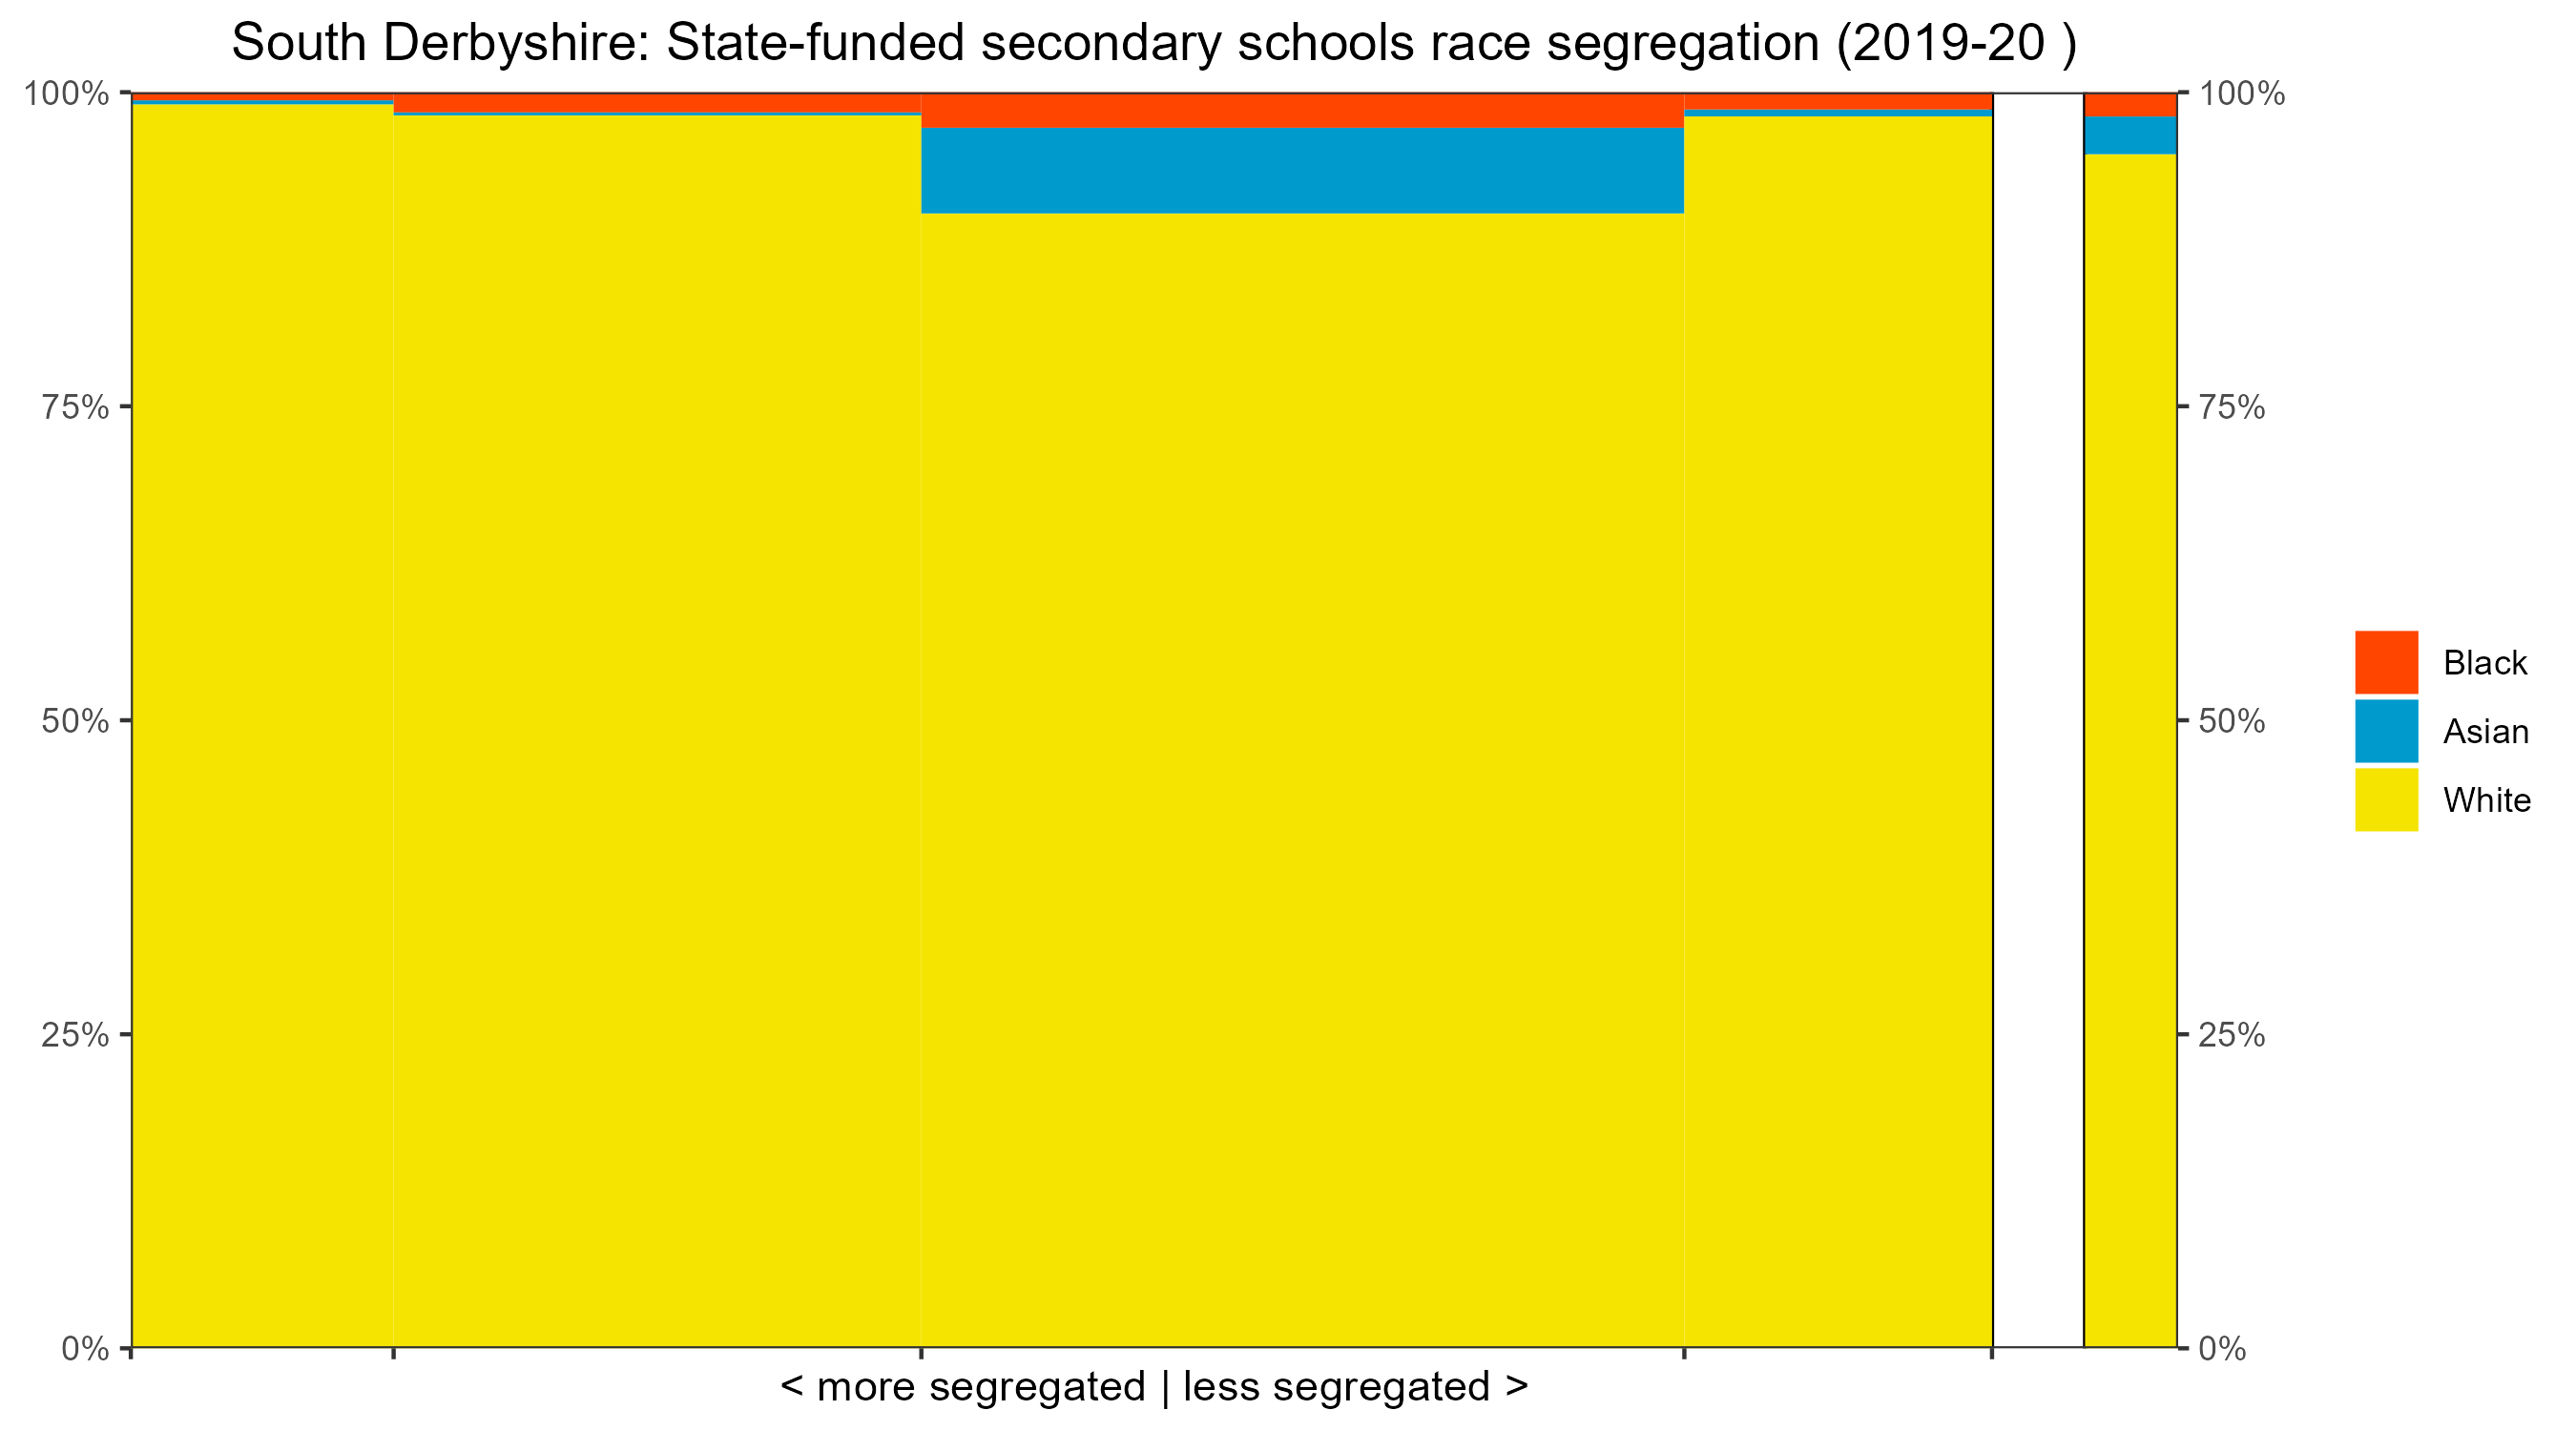 South Derbyshire: State-funded secondary schools race segregation (2019-20 )
100%
75%
50%
25%
0%
100%
75%
50%
25%
0%
< more segregated | less segregated >
Black
Asian
White